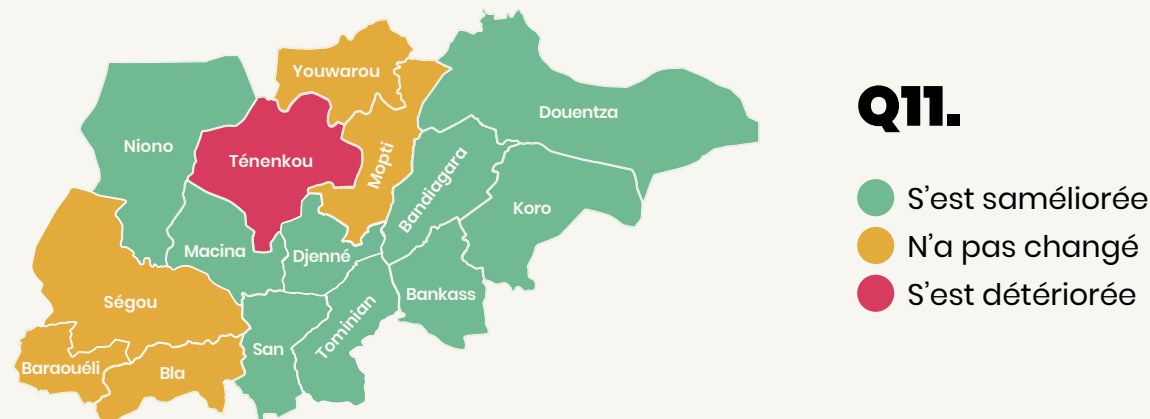 Youwarou
Douentza
Niono
Ténenkou
Mopti
Bandiagara
Koro
Macina
Djenné
Ségou
Bankass
Tominian
San
Baraouéli
Bla
Q11.
S’est saméliorée
N’a pas changé
S’est détériorée